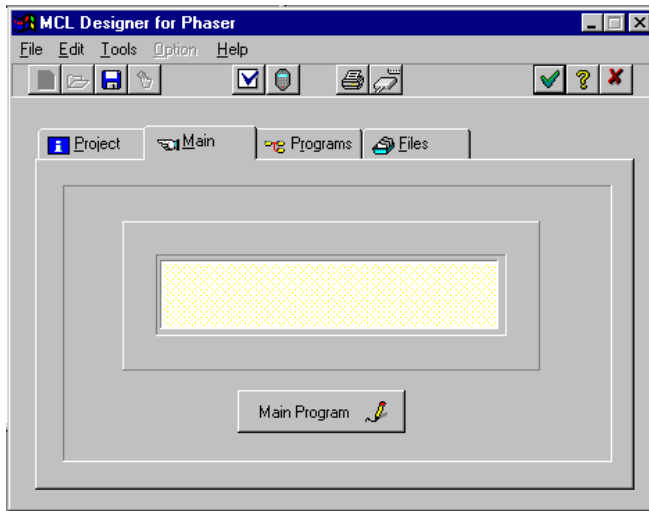 MCL Designer for Phaser
File Edit Tools Option Help
Project Main Programs Files
Main Program